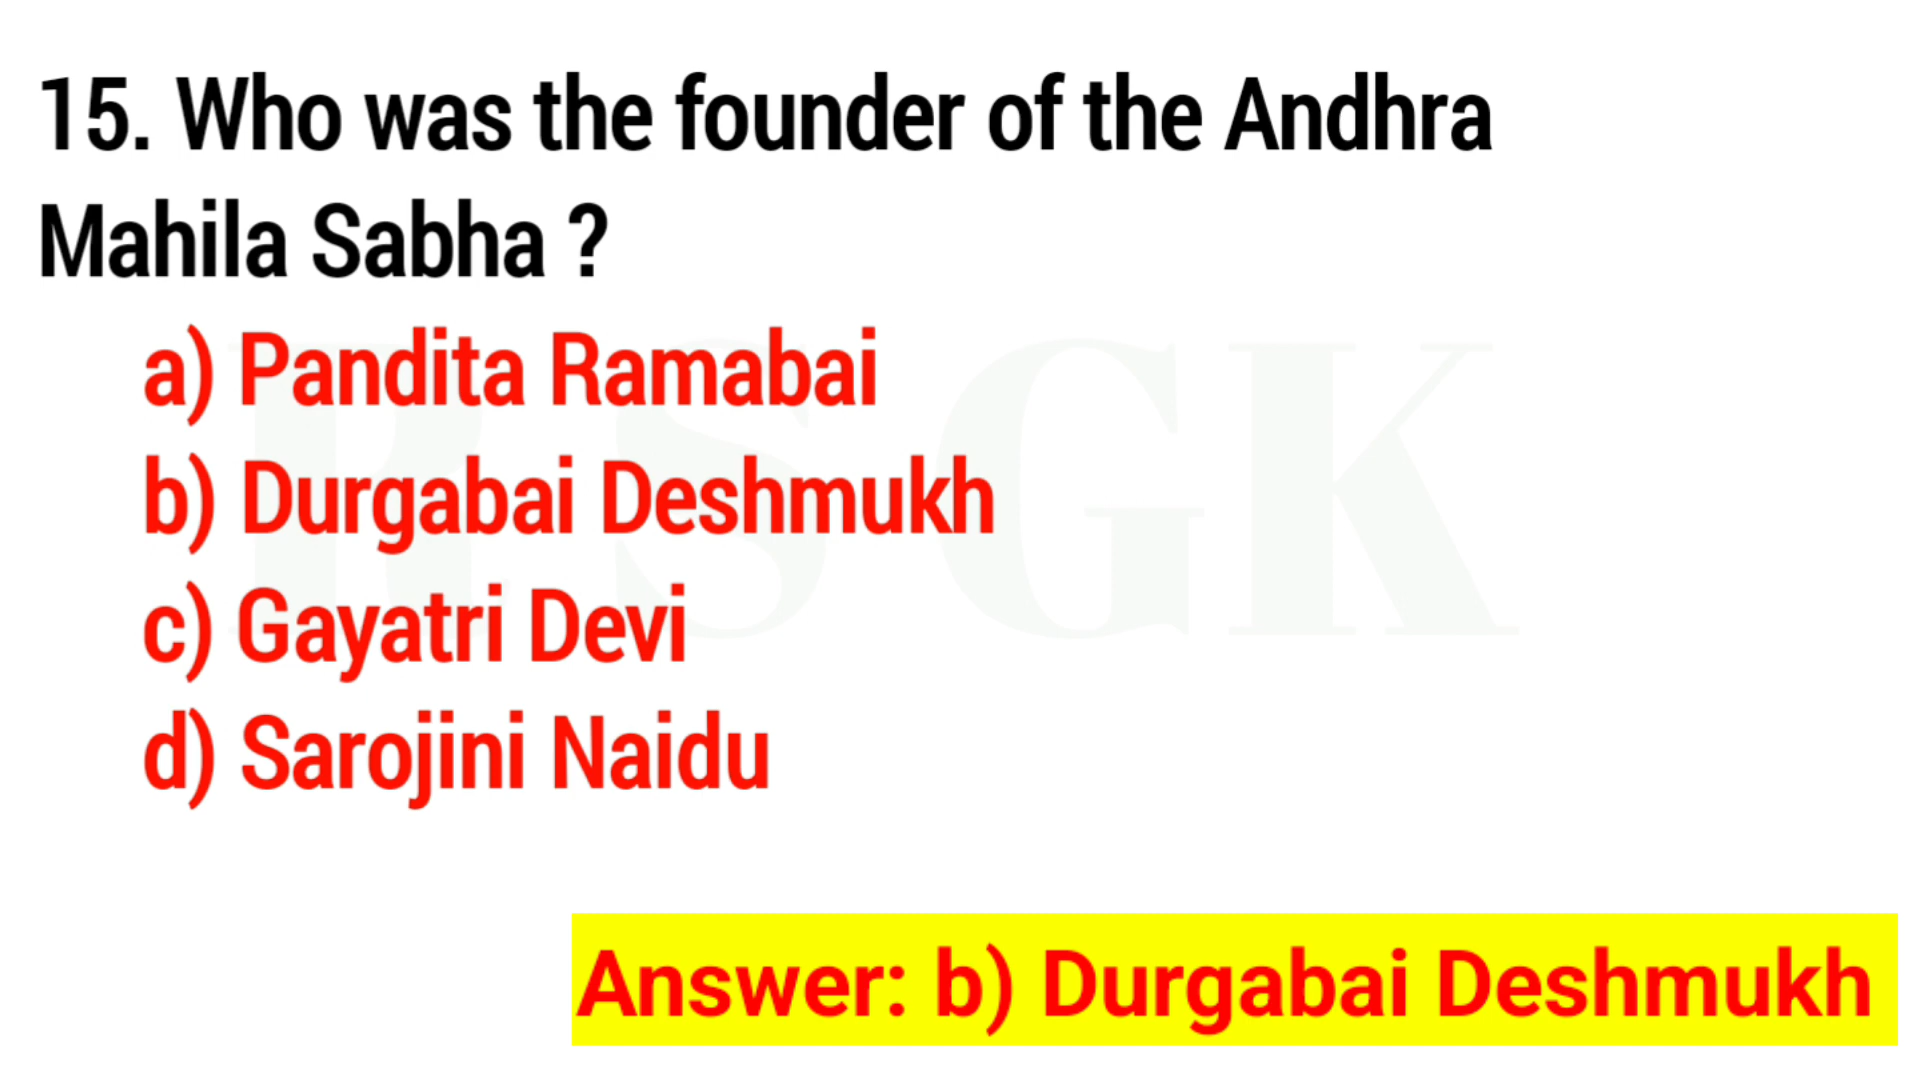 15. Who was the founder of the Andhra
Mahila Sabha ?
a) Pandita Ramabai
b) Durgabai Deshmukh
c) Gayatri Devi
d) Sarojini Naidu
RSGK
Answer: b) Durgabai Deshmukh